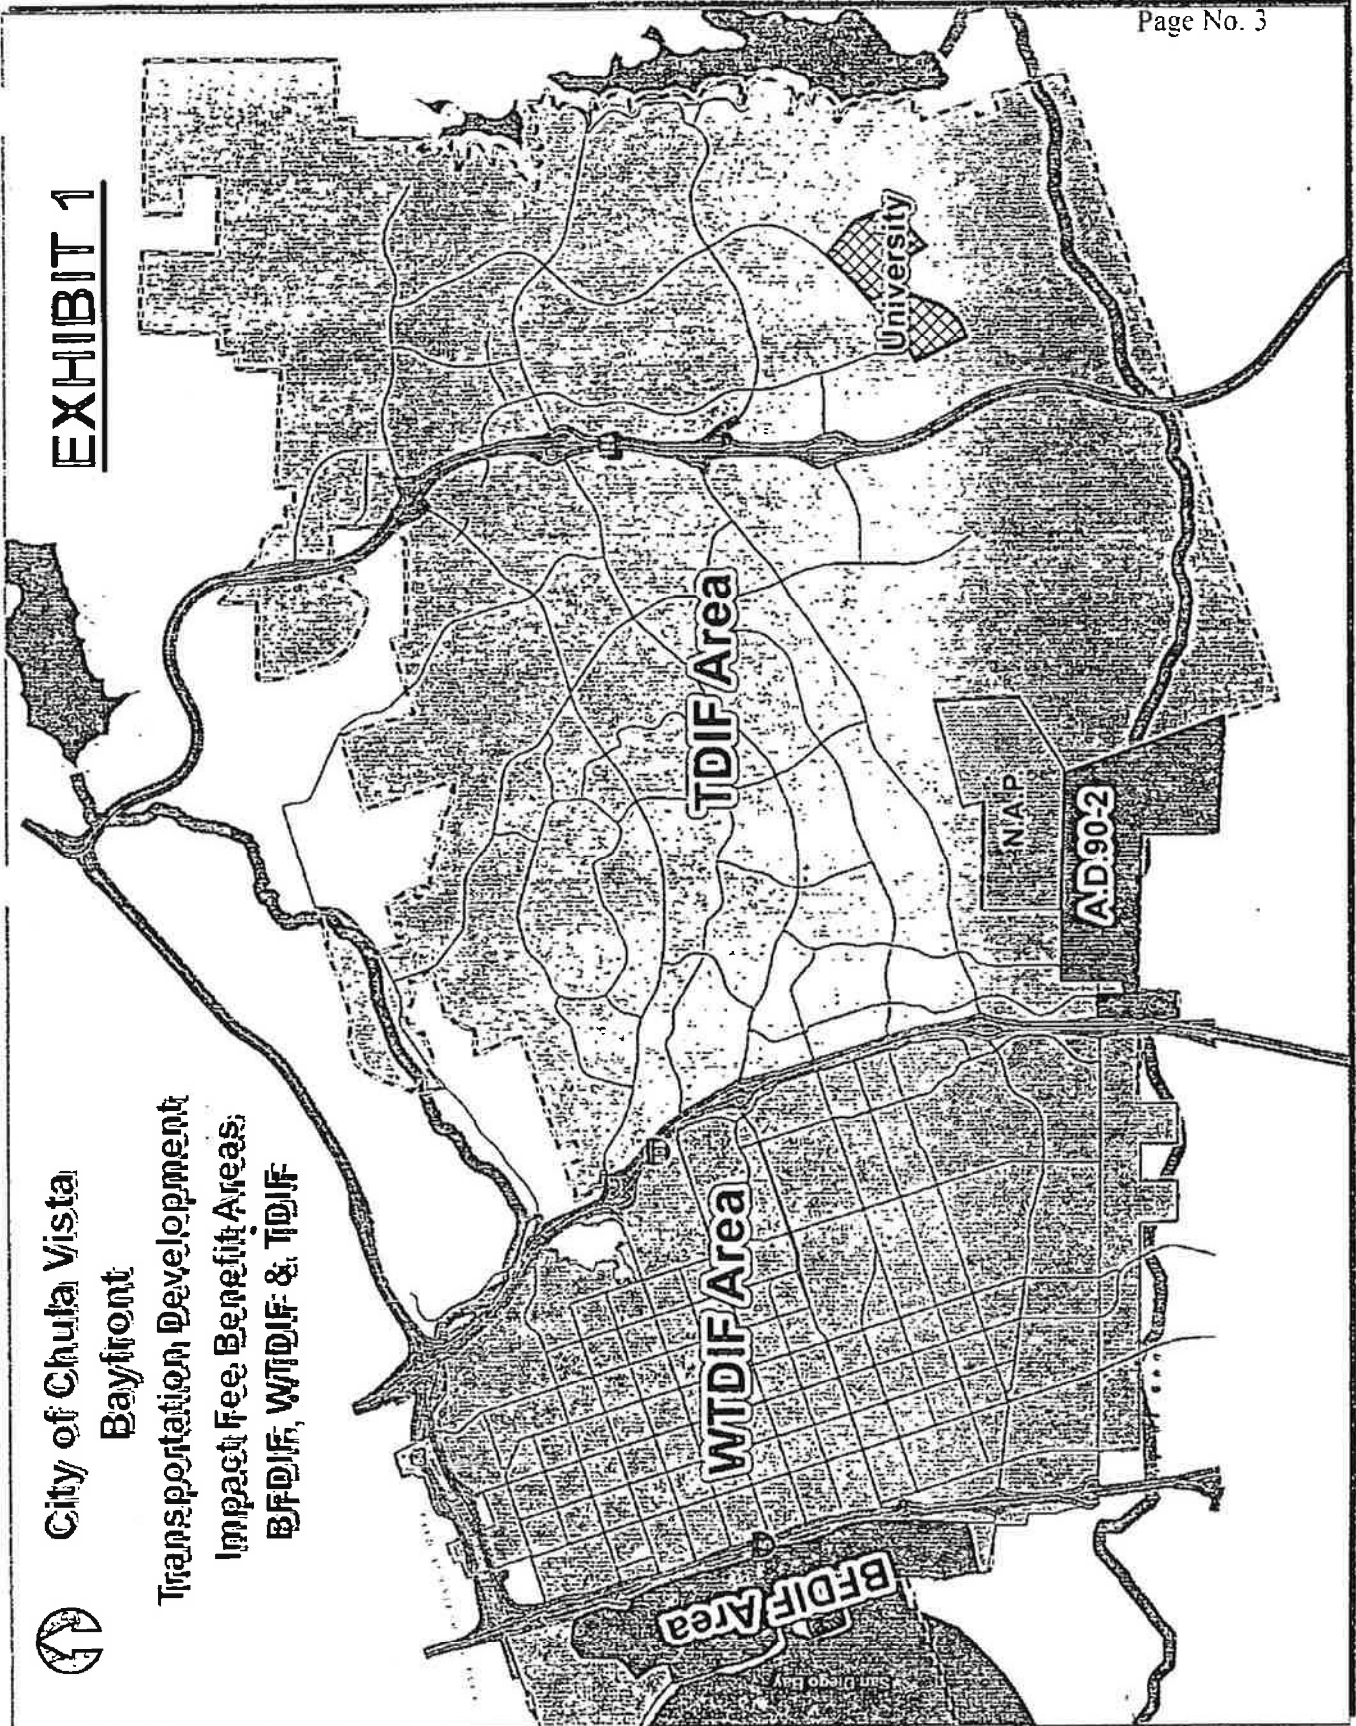 Page No. 3
EXHIBIT 1
City of Chula Vista
Bayfront
Transportation Development
Impact Fee Benefit Areas
BFDIF, WTDIF & TDIF
University
TDIF Area
N.A.P
A.D.90-2
WTDIF Area
BFDIF Area
San Diego Bay